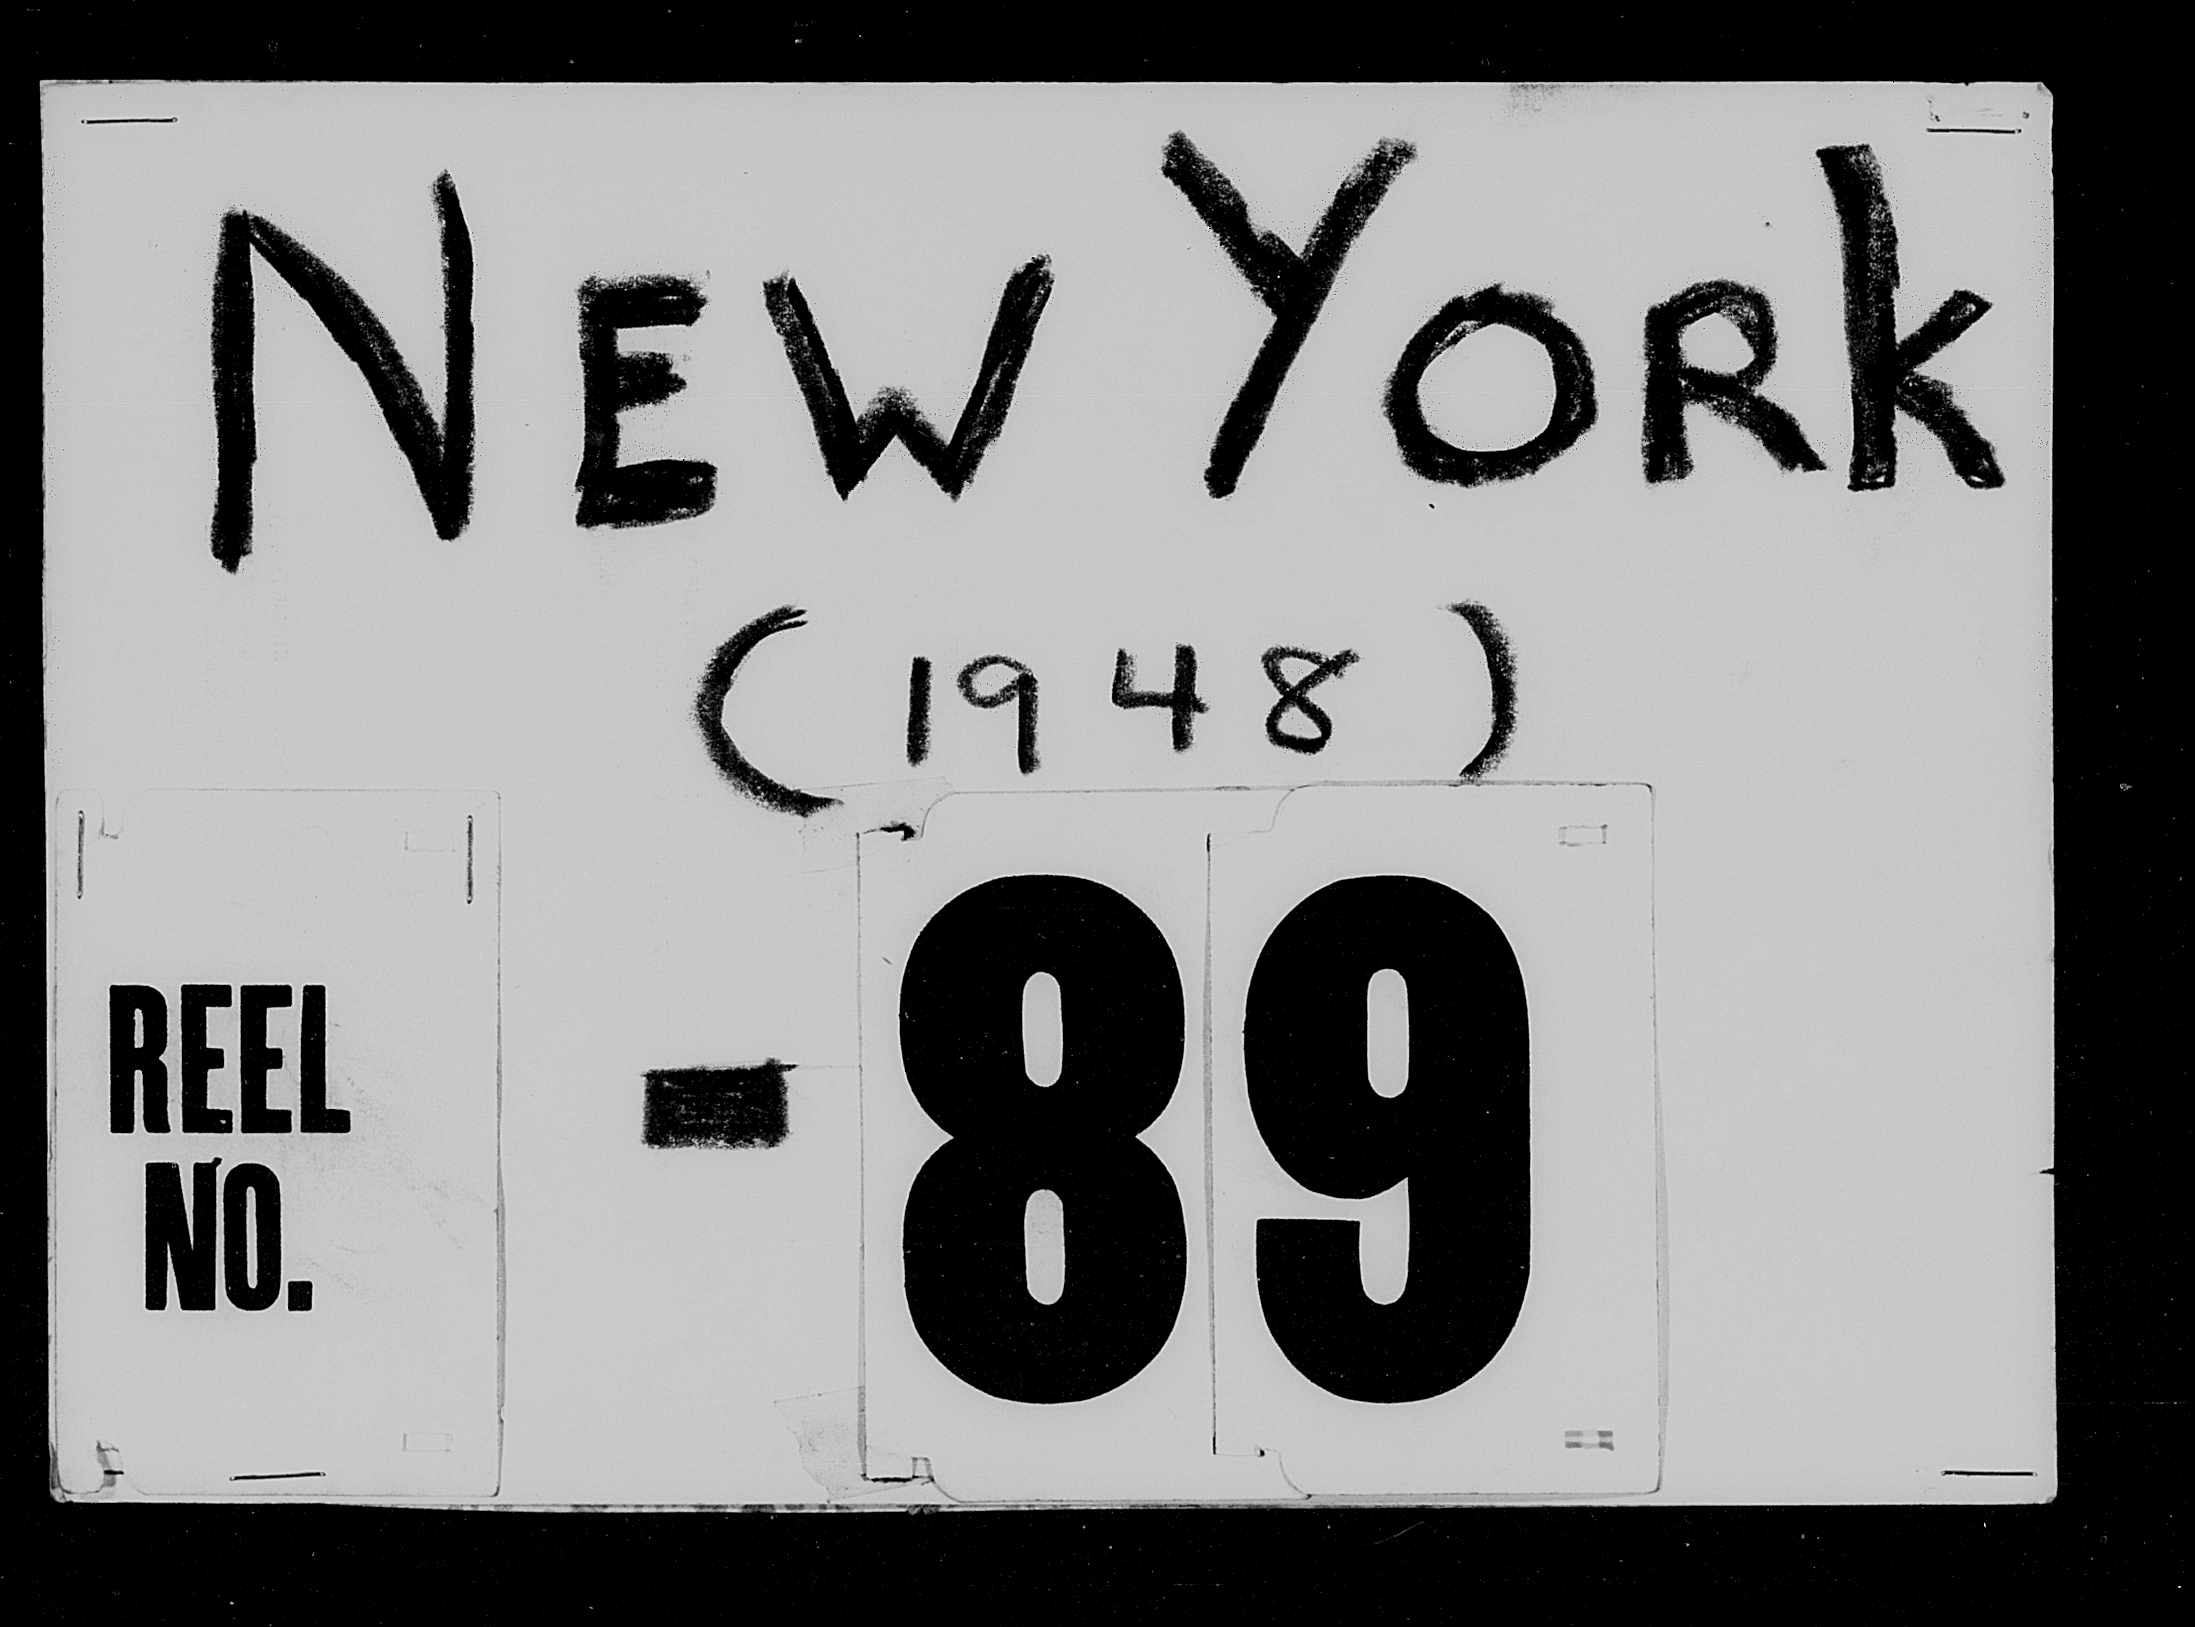 NEW YORK
(1948)
REEL
NO.
- 89